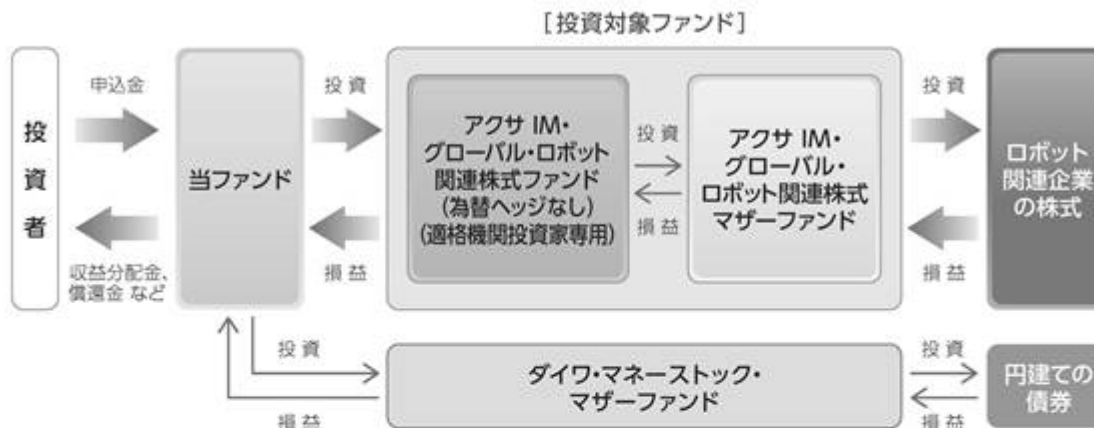 [投資対象ファンド]
投資者
申込金
収益分配金、
償還金 など
当ファンド
投資
損益
アクサ IM・
グローバル・ロボット
関連株式ファンド
(為替ヘッジなし)
(適格機関投資家専用)
投資
損益
アクサ IM・
グローバル・
ロボット関連株式
マザーファンド
投資
損益
ロボット
関連企業
の株式
投資
損益
ダイワ・マネーストック・
マザーファンド
投資
損益
円建ての
債券